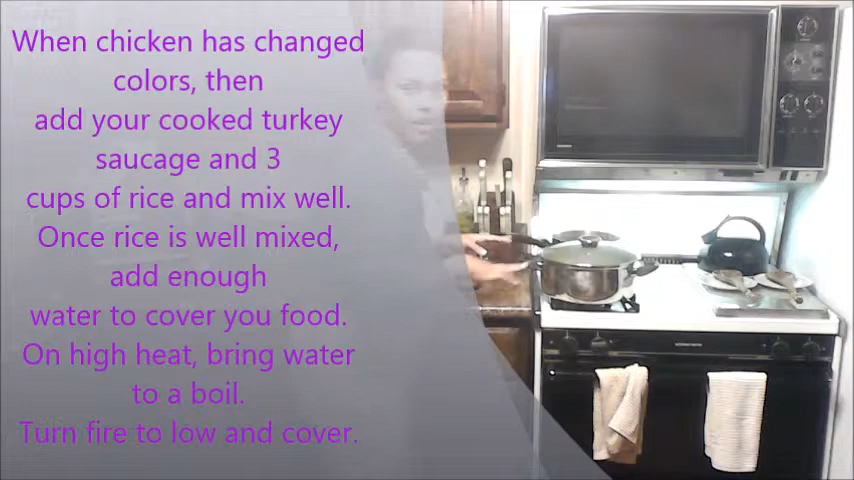 When chicken has changed
colors, then
add your cooked turkey
saucage and 3
cups of rice and mix well.
Once rice is well mixed,
add enough
water to cover you food.
On high heat, bring water
to a boil.
Turn fire to low and cover.